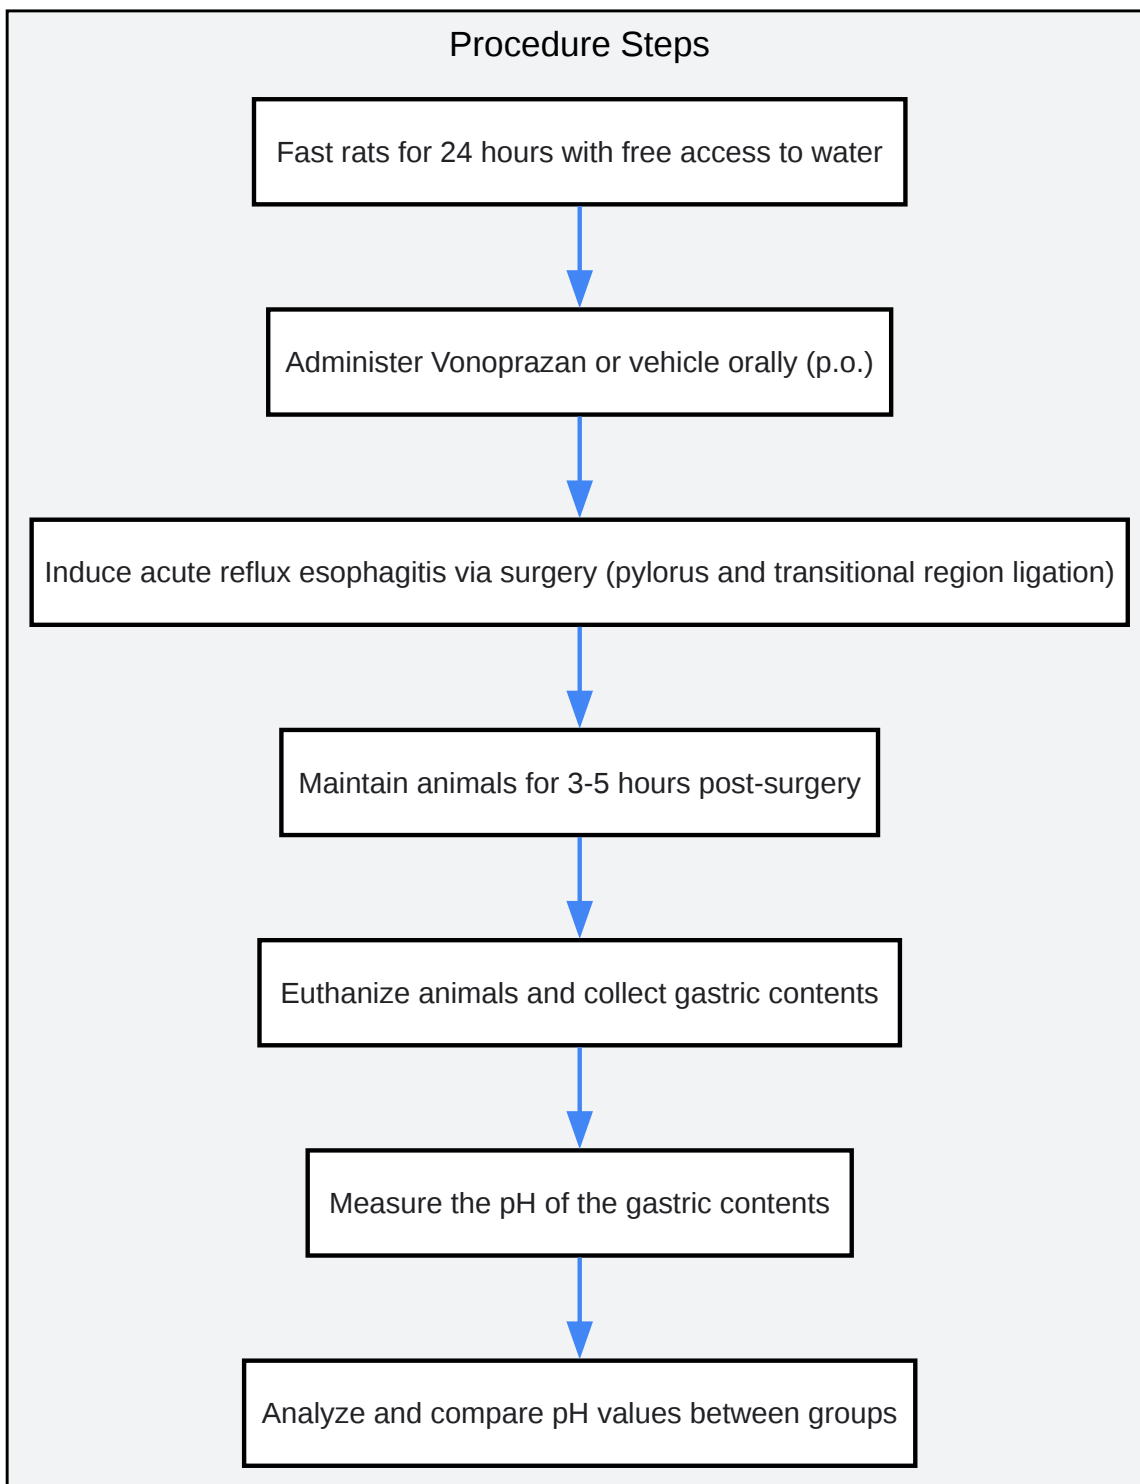 Procedure Steps
Fast rats for 24 hours with free access to water
Administer Vonoprazan or vehicle orally (p.o.)
Induce acute reflux esophagitis via surgery (pylorus and transitional region ligation)
Maintain animals for 3-5 hours post-surgery
Euthanize animals and collect gastric contents
Measure the pH of the gastric contents
Analyze and compare pH values between groups